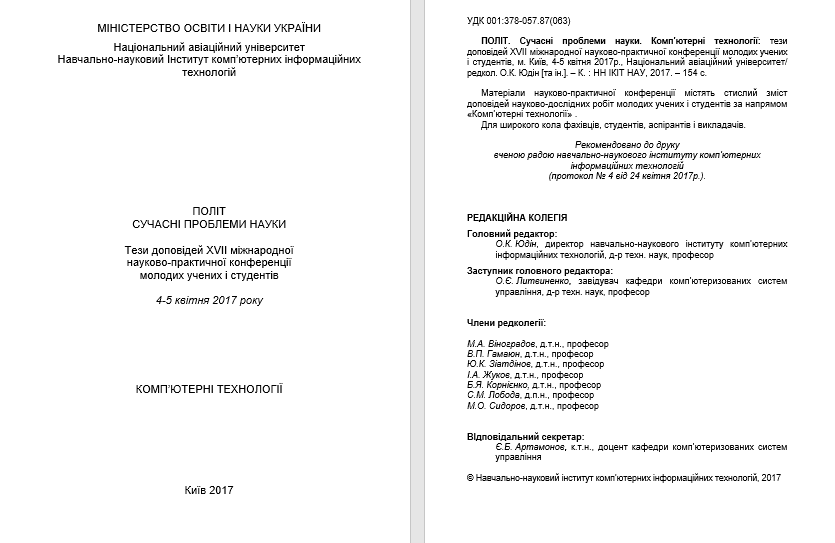 МІНІСТЕРСТВО ОСВІТИ І НАУКИ УКРАЇНИ
Національний авіаційний університет
Навчально-науковий Інститут комп'ютерних інформаційних
технологій
ПОЛІТ
СУЧАСНІ ПРОБЛЕМИ НАУКИ
Тези доповідей XVII міжнародної
науково-практичної конференції
молодих учених і студентів
4-5 квітня 2017 року
КОМП'ЮТЕРНІ ТЕХНОЛОГІЇ
Київ 2017
УДК 001:378-057.87(063)
ПОЛІТ. Сучасні проблеми науки. Комп'ютерні технології: тези
доповідей XVII міжнародної науково-практичної конференції молодих учених
і студентів, м. Київ, 4-5 квітня 2017р., Національний авіаційний університет/
редкол. О.К. Юдін [та ін.]. – К. : НН ІКІТ НАУ, 2017. – 154 с.
Матеріали науково-практичної конференції містять стислий зміст
доповідей науково-дослідних робіт молодих учених і студентів за напрямом
«Комп'ютерні технології» .
Для широкого кола фахівців, студентів, аспірантів і викладачів.
Рекомендовано до друку
вченою радою навчально-наукового інституту комп'ютерних
інформаційних технологій
(протокол № 4 від 24 квітня 2017р.).
РЕДАКЦІЙНА КОЛЕГІЯ
Головний редактор:
О.К. Юдін, директор навчально-наукового інституту комп'ютерних
інформаційних технологій, д-р техн. наук, професор
Заступник головного редактора:
О.Є. Литвиненко, завідувач кафедри комп'ютеризованих систем
управління, д-р техн. наук, професор
Члени редколегії:
М.А. Віноградов, д.т.н., професор
В.П. Гамаюн, д.т.н., професор
Ю.К. Зіатдінов, д.т.н., професор
І.А. Жуков, д.т.н., професор
Б.Я. Корнієнко, д.т.н., професор
С.М. Лобода, д.п.н., професор
М.О. Сидоров, д.т.н., професор
Відповідальний секретар:
Є.Б. Артамонов, к.т.н., доцент кафедри комп'ютеризованих систем
управління
© Навчально-науковий інститут комп'ютерних інформаційних технологій, 2017